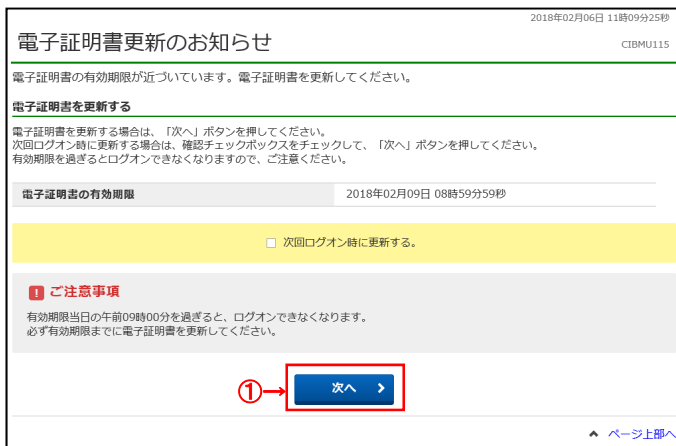 2018年02月06日 11時09分25秒
電子証明書更新のお知らせ
CIBMU115
電子証明書の有効期限が近づいています。電子証明書を更新してください。
電子証明書を更新する
電子証明書を更新する場合は、「次へ」ボタンを押してください。
次回ログオン時に更新する場合は、確認チェックボックスをチェックして、「次へ」ボタンを押してください。
有効期限を過ぎるとログオンできなくなりますので、ご注意ください。
電子証明書の有効期限 2018年02月09日 08時59分59秒
次回ログオン時に更新する。
! ご注意事項
有効期限当日の午前09時00分を過ぎると、ログオンできなくなります。
必ず有効期限までに電子証明書を更新してください。
①→ 次へ
ページ上部へ